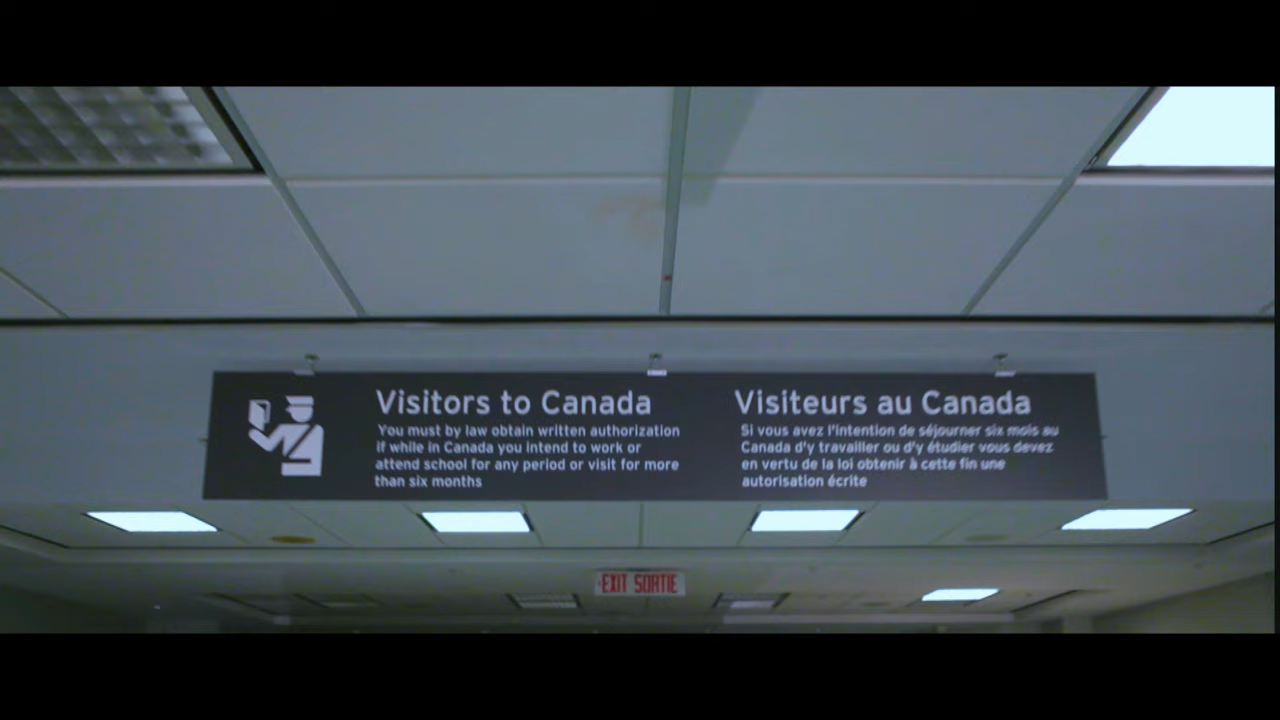 Visitors to Canada
You must by law obtain written authorization
if while in Canada you intend to work or
attend school for any period or visit for more
than six months
Visiteurs au Canada
Si vous avez l'intention de séjourner six mois au
Canada d'y travailler ou d'y étudier vous devez
en vertu de la loi obtenir à cette fin une
autorisation écrite
EXIT SORTIE